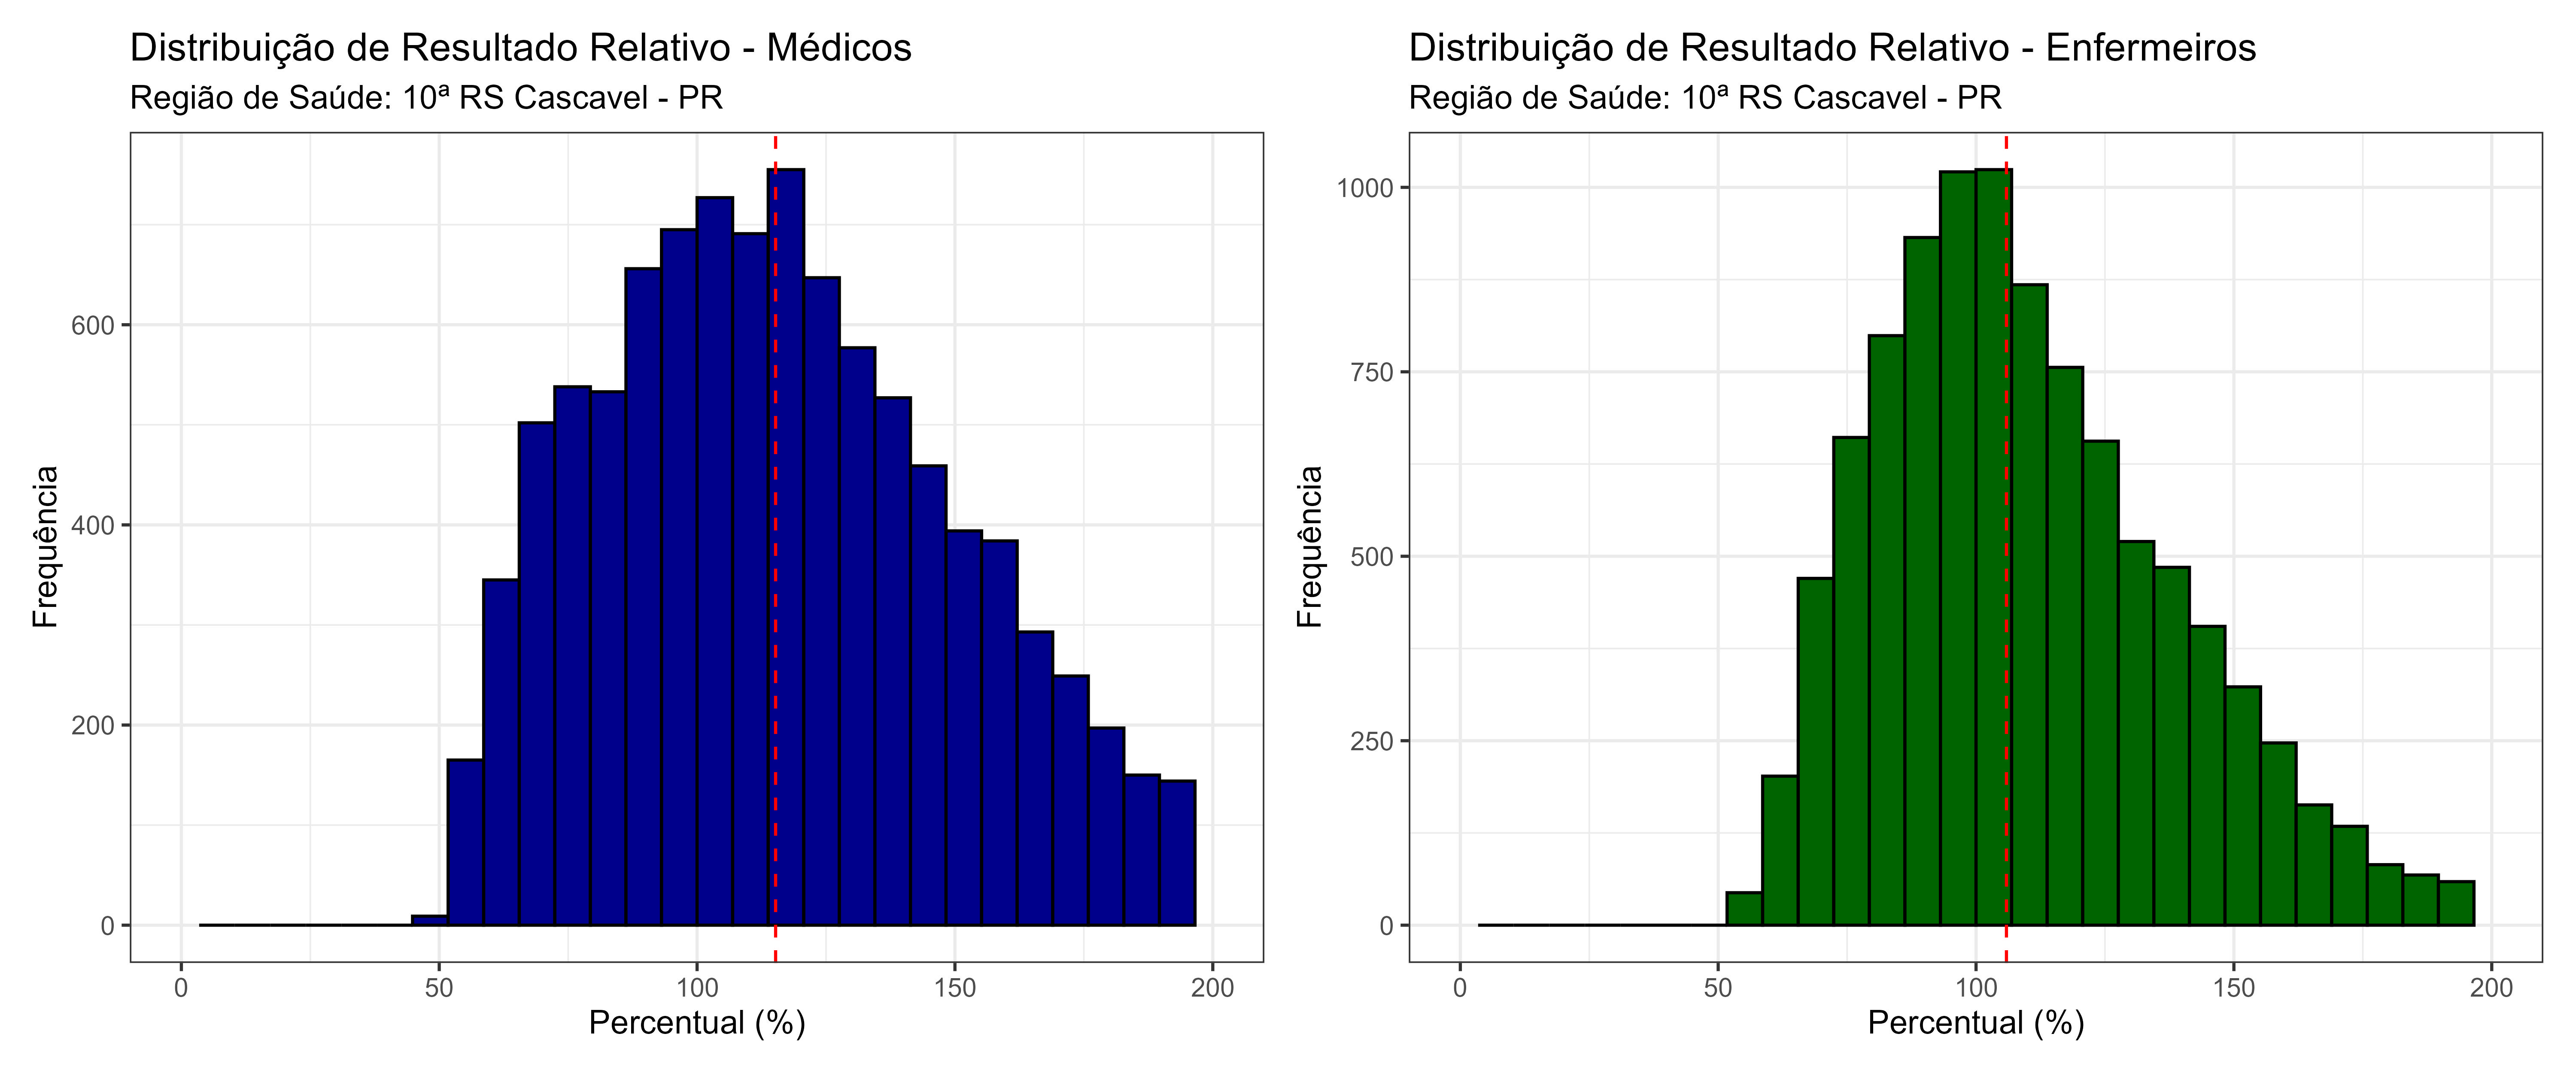 Distribuição de Resultado Relativo - Médicos
Região de Saúde: 10ª RS Cascavel - PR
Frequência
600
400
200
0
0 50 100 150 200
Percentual (%)
Distribuição de Resultado Relativo - Enfermeiros
Região de Saúde: 10ª RS Cascavel - PR
Frequência
1000
750
500
250
0
0 50 100 150 200
Percentual (%)